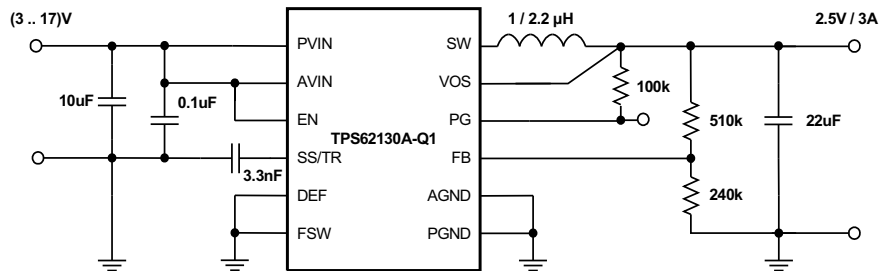 (3 .. 17)V
1 / 2.2 µH
2.5V / 3A
PVIN
SW
AVIN
VOS
10uF
0.1uF
100k
EN
PG
510k
22uF
TPS62130A-Q1
SS/TR
FB
3.3nF
240k
DEF
AGND
FSW
PGND